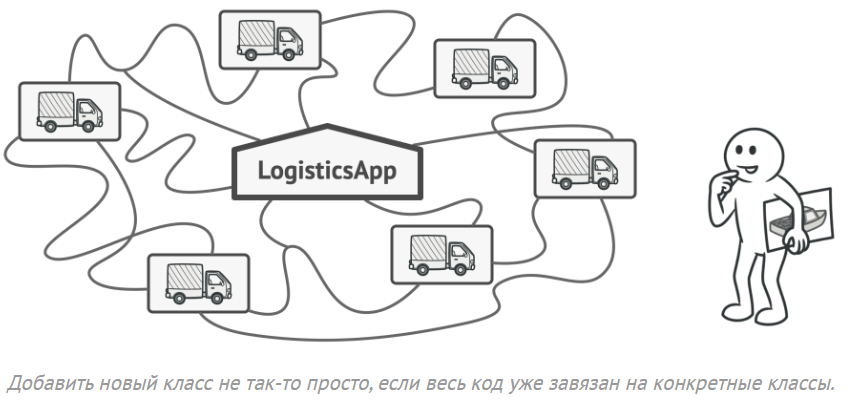 LogisticsApp
Добавить новый класс не так-то просто, если весь код уже завязан на конкретные классы.